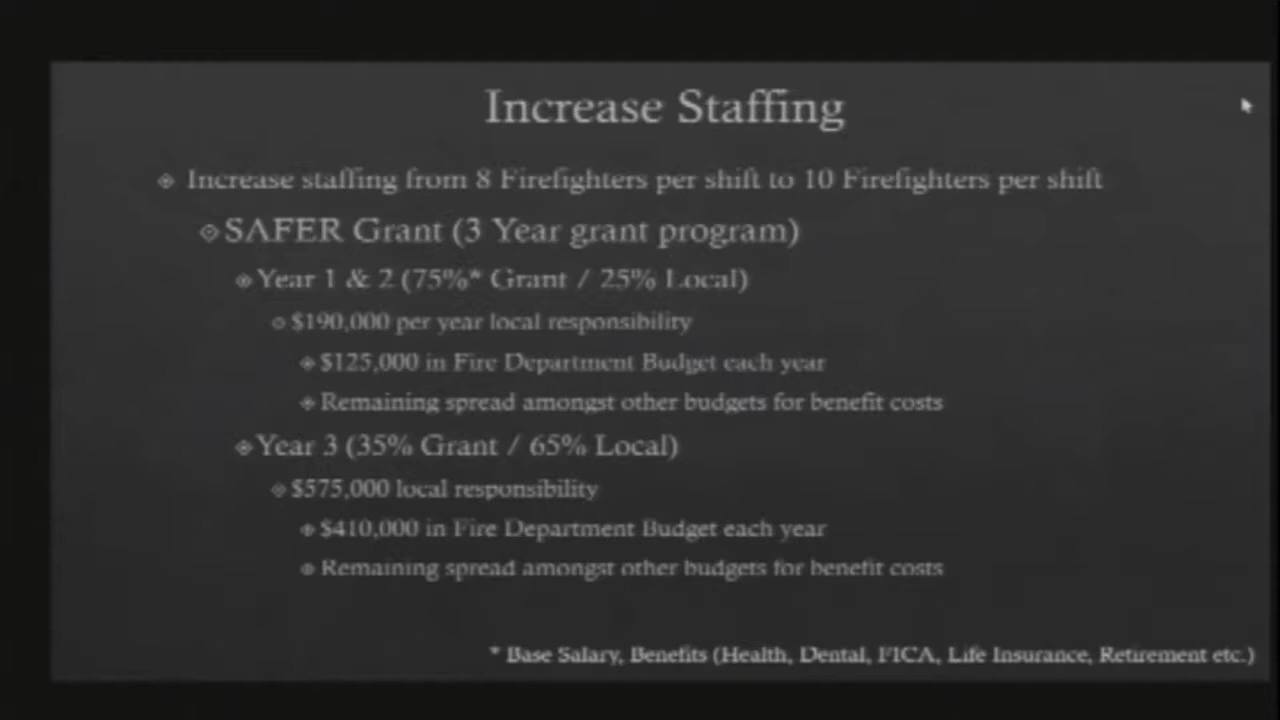 Increase Staffing
Increase staffing from 8 Firefighters per shift to 10 Firefighters per shift
SAFER Grant (3 Year grant program)
Year 1 & 2 (75%* Grant / 25% Local)
$190,000 per year local responsibility
$125,000 in Fire Department Budget each year
Remaining spread amongst other budgets for benefit costs
Year 3 (35% Grant / 65% Local)
$575,000 local responsibility
$410,000 in Fire Department Budget each year
Remaining spread amongst other budgets for benefit costs
* Base Salary, Benefits (Health, Dental, FICA, Life Insurance, Retirement etc.)